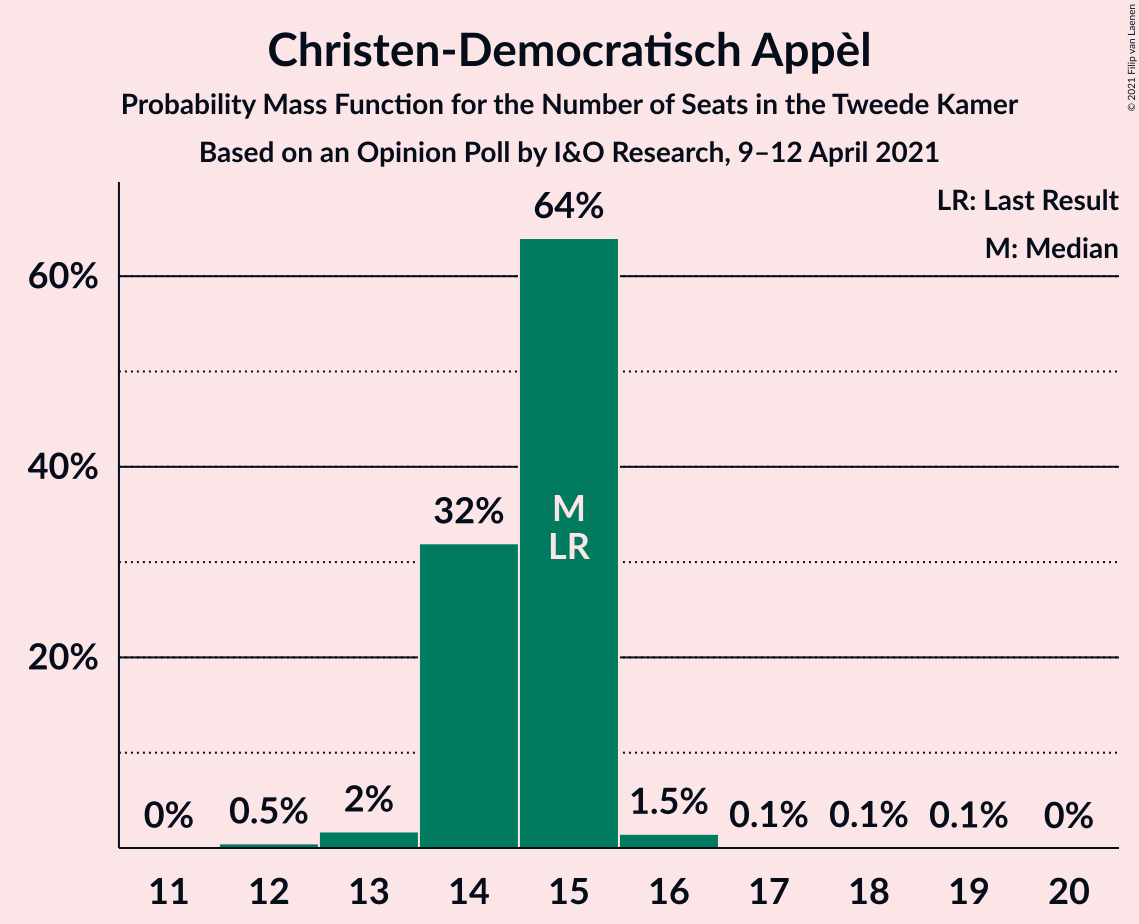 Christen-Democratisch Appèl
Probability Mass Function for the Number of Seats in the Tweede Kamer
Based on an Opinion Poll by I&O Research, 9–12 April 2021
© 2021 Filip van Laenen
LR: Last Result
M: Median
60%
40%
20%
0%
0.5%
2%
32%
64%
1.5%
0.1%
0.1%
0.1%
0%
M
LR
11
12
13
14
15
16
17
18
19
20